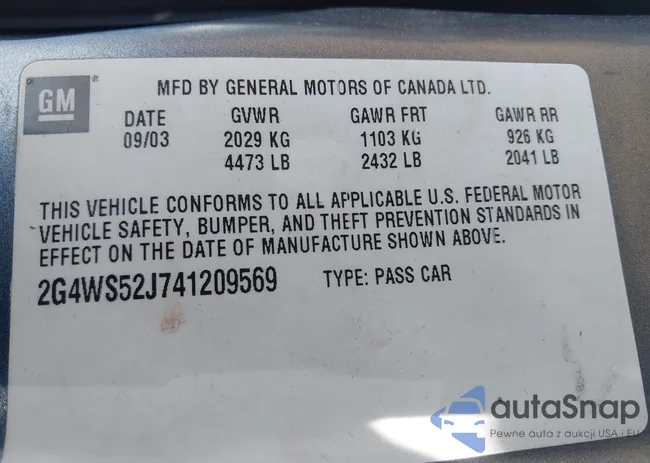 GM
MFD BY GENERAL MOTORS OF CANADA LTD.
DATE GVWR GAWR FRT GAWR RR
09/03 2029 KG 1103 KG 926 KG
4473 LB 2432 LB 2041 LB
THIS VEHICLE CONFORMS TO ALL APPLICABLE U.S. FEDERAL MOTOR
VEHICLE SAFETY, BUMPER, AND THEFT PREVENTION STANDARDS IN
EFFECT ON THE DATE OF MANUFACTURE SHOWN ABOVE.
2G4WS52J741209569 TYPE: PASS CAR
autaSnap
Pewne auta z aukcji USA i EU